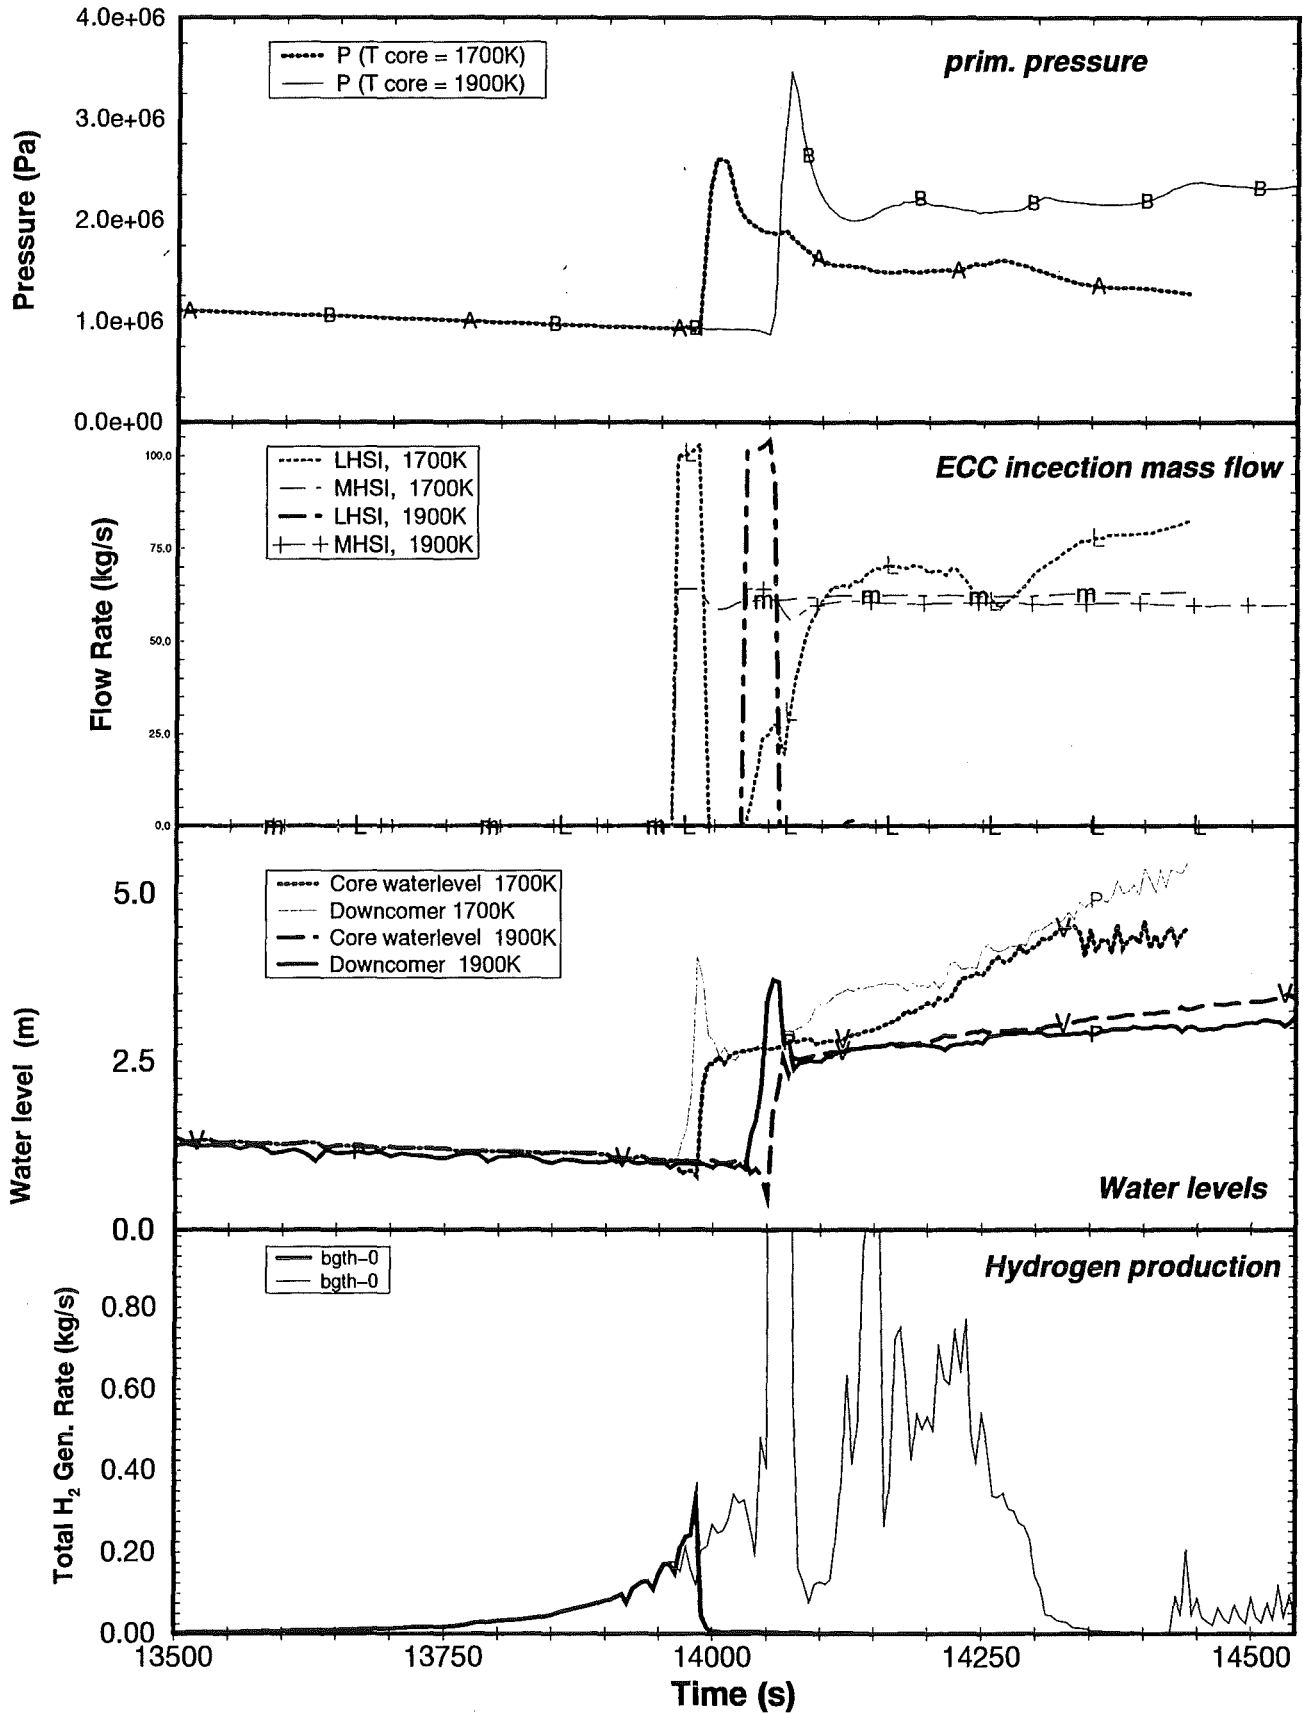 4.0e+06
3.0e+06
2.0e+06
1.0e+06
0.0e+00
Pressure (Pa)
P (T core = 1700K)
P (T core = 1900K)
prim. pressure
A
B
A
B
A
B
A
A
A
B
B
B
B
B
100.0
75.0
50.0
25.0
0.0
Flow Rate (kg/s)
LHSI, 1700K
MHSI, 1700K
LHSI, 1900K
MHSI, 1900K
ECC incection mass flow
L
L
L
L
L
m
m
m
m
m
L
L
m
m
L
L
L
L
L
L
5.0
2.5
0.0
Water level (m)
Core waterlevel 1700K
Downcomer 1700K
Core waterlevel 1900K
Downcomer 1900K
Water levels
V
P
V
P
V
V
V
P
V
P
V
0.80
0.60
0.40
0.20
0.00
Total H2 Gen. Rate (kg/s)
bgth-0
bgth-0
Hydrogen production
13500
13750
14000
14250
14500
Time (s)